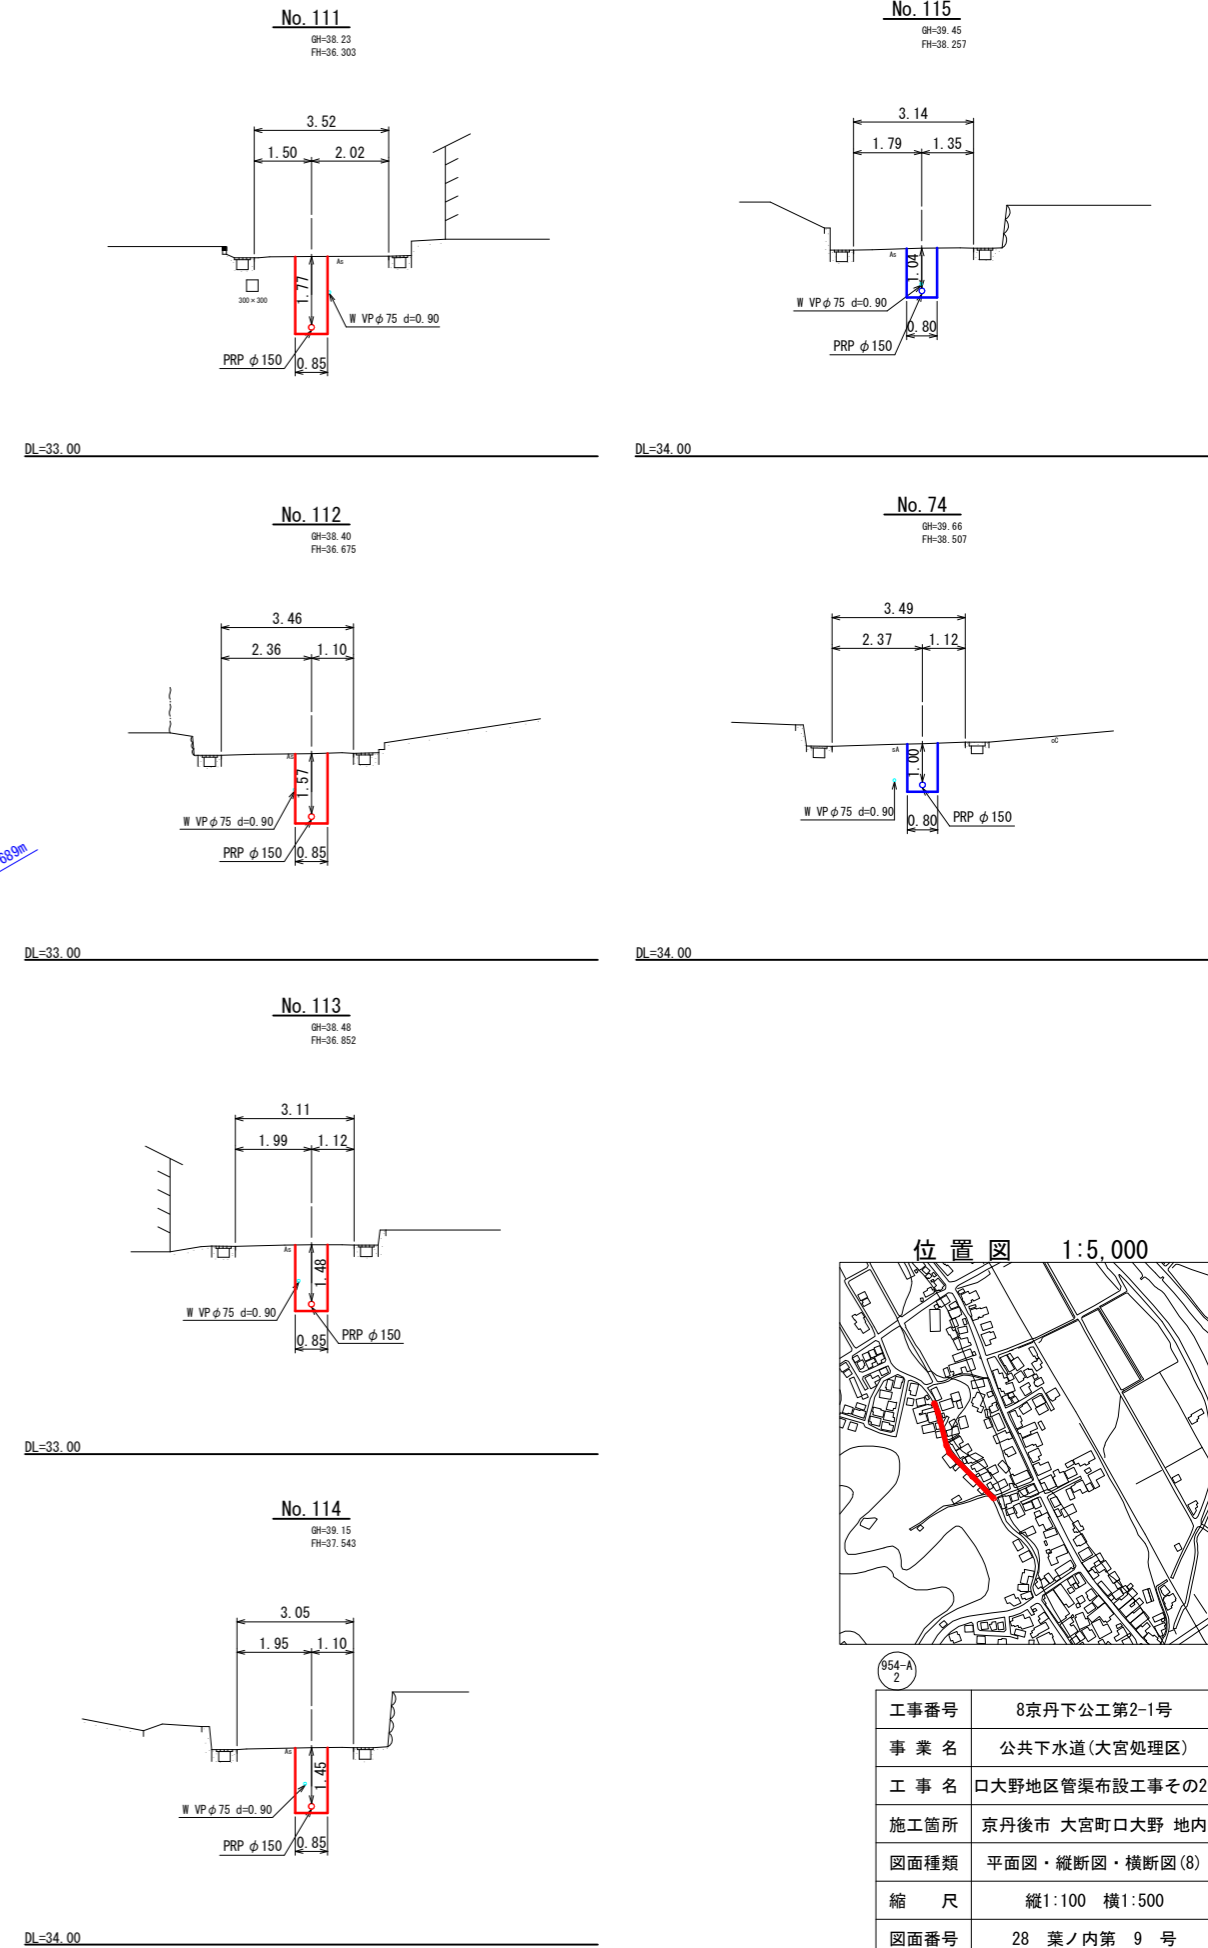 No. 111
GH=38.23
FH=36.303
3.52
1.50 2.02
As
300×300
1.77
W VPφ75 d=0.90
PRP φ150
0.85
DL=33.00
No. 112
GH=38.40
FH=36.675
3.46
2.36 1.10
As
1.57
W VPφ75 d=0.90
PRP φ150
0.85
689m
DL=33.00
No. 113
GH=38.48
FH=36.852
3.11
1.99 1.12
As
1.48
W VPφ75 d=0.90
PRP φ150
0.85
DL=33.00
No. 114
GH=39.15
FH=37.543
3.05
1.95 1.10
As
1.45
W VPφ75 d=0.90
PRP φ150
0.85
DL=34.00
No. 115
GH=39.45
FH=38.257
3.14
1.79 1.35
As
1.04
W VPφ75 d=0.90
0.80
PRP φ150
DL=34.00
No. 74
GH=39.66
FH=38.507
3.49
2.37 1.12
sA
oC
1.00
W VPφ75 d=0.90
0.80
PRP φ150
DL=34.00
位置図 1:5,000
954-A
2
工事番号 8京丹下公工第2-1号
事業名 公共下水道(大宮処理区)
工事名 口大野地区管渠布設工事その2
施工箇所 京丹後市 大宮町口大野 地内
図面種類 平面図・縦断図・横断図(8)
縮尺 縦1:100 横1:500
図面番号 28 葉ノ内第 9 号